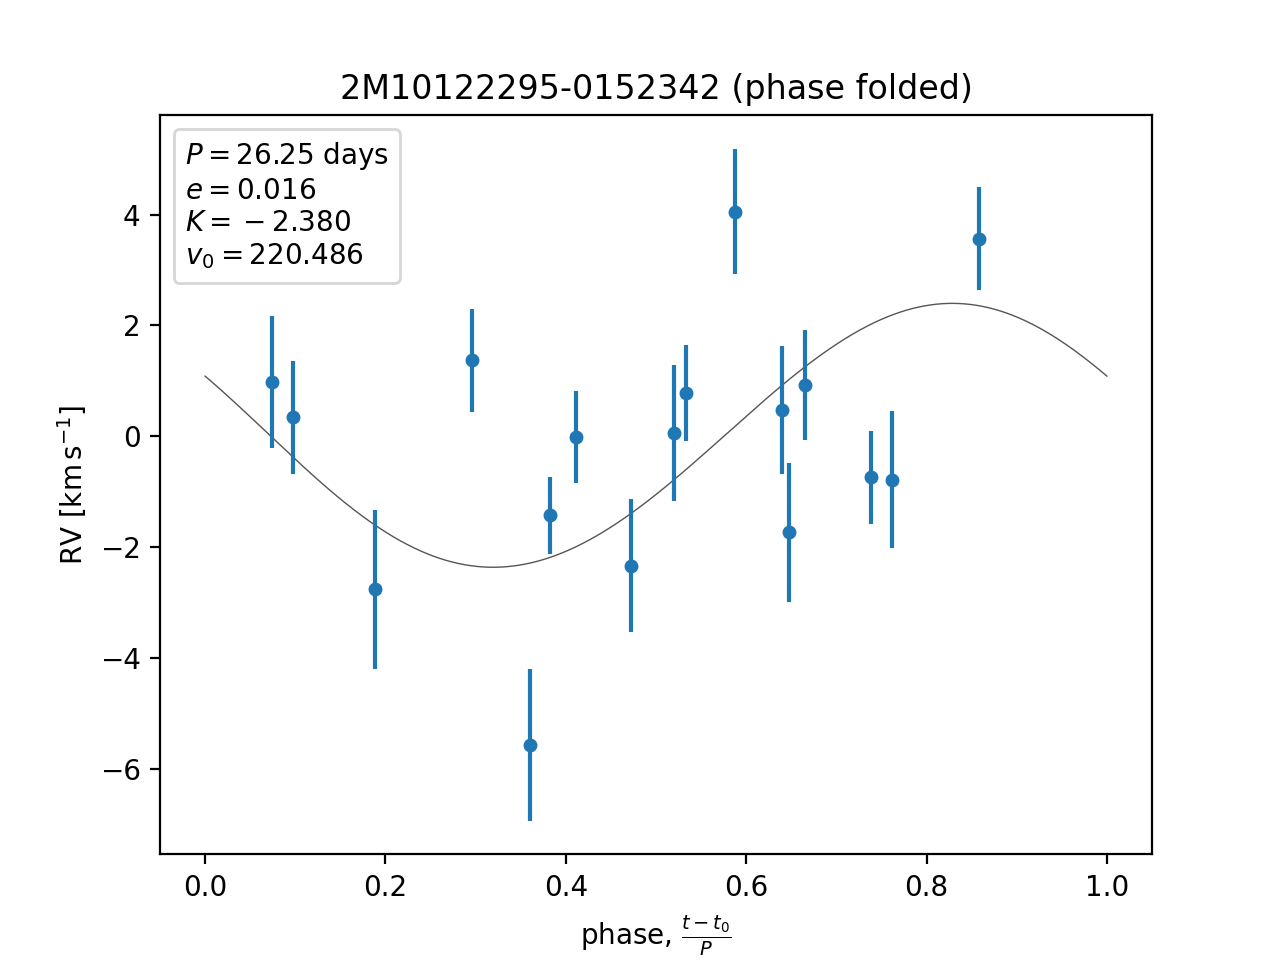 2M10122295-0152342 (phase folded)
P = 26.25 days
e = 0.016
K = −2.380
v₀ = 220.486
4
2
0
−2
−4
−6
RV [km s⁻¹]
0.0 0.2 0.4 0.6 0.8 1.0
phase, (t − t₀)/P